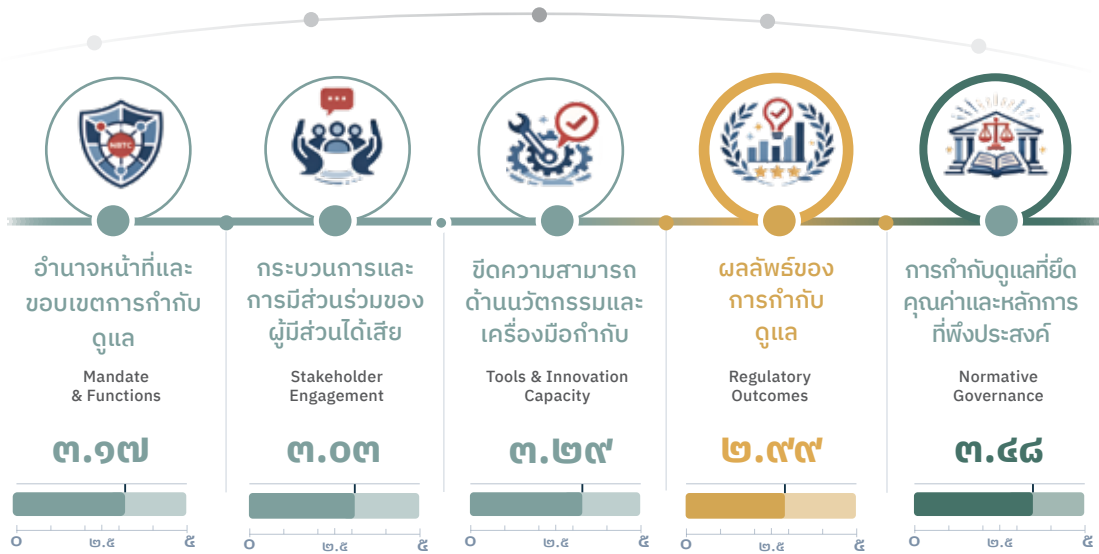 NBTC
อำนาจหน้าที่และ
ขอบเขตการกำกับ
ดูแล
Mandate
& Functions
๓.๑๗
๐ ๒.๕ ๕
กระบวนการและ
การมีส่วนร่วมของ
ผู้มีส่วนได้เสีย
Stakeholder
Engagement
๓.๐๓
๐ ๒.๕ ๕
ขีดความสามารถ
ด้านนวัตกรรมและ
เครื่องมือกำกับ
Tools & Innovation
Capacity
๓.๒๙
๐ ๒.๕ ๕
ผลลัพธ์ของ
การกำกับ
ดูแล
Regulatory
Outcomes
๒.๙๙
๐ ๒.๕ ๕
การกำกับดูแลที่ยึด
คุณค่าและหลักการ
ที่พึงประสงค์
Normative
Governance
๓.๔๘
๐ ๒.๕ ๕